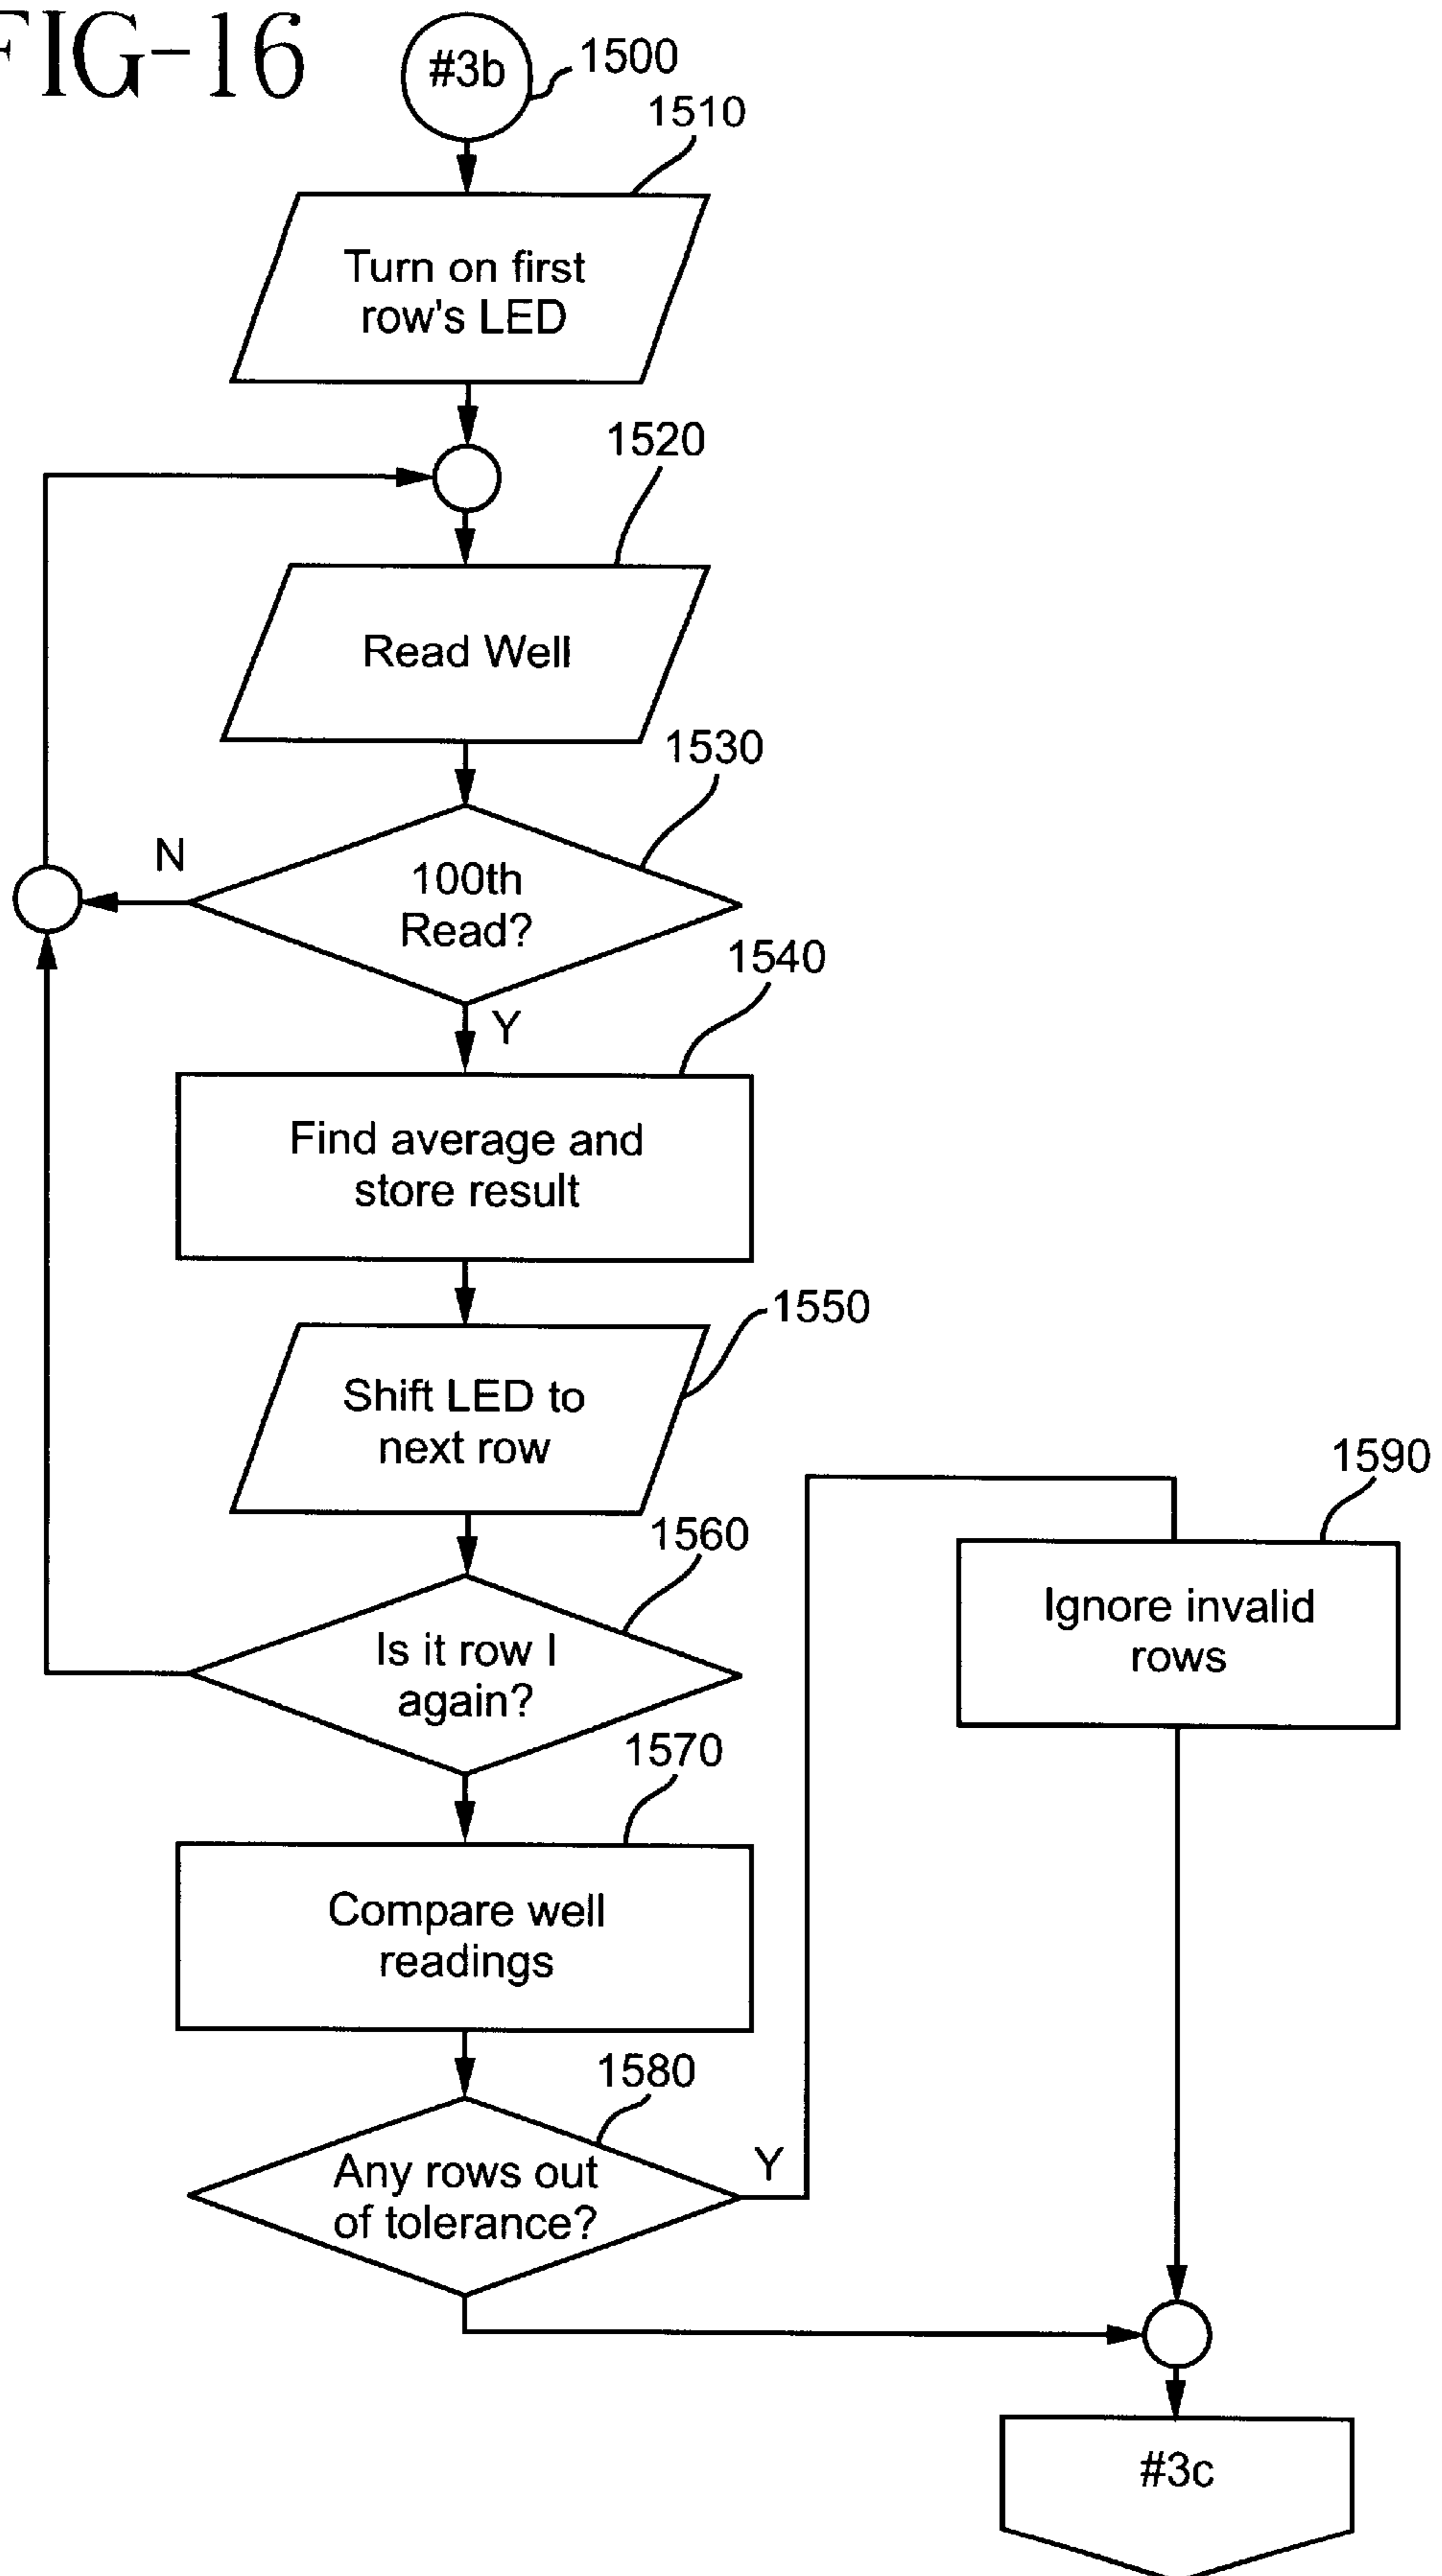 FIG-16
#3b
1500
1510
Turn on first
row's LED
1520
Read Well
1530
N
100th
Read?
1540
Y
Find average and
store result
1550
Shift LED to
next row
1590
1560
Ignore invalid
rows
Is it row I
again?
1570
Compare well
readings
1580
Y
Any rows out
of tolerance?
#3c